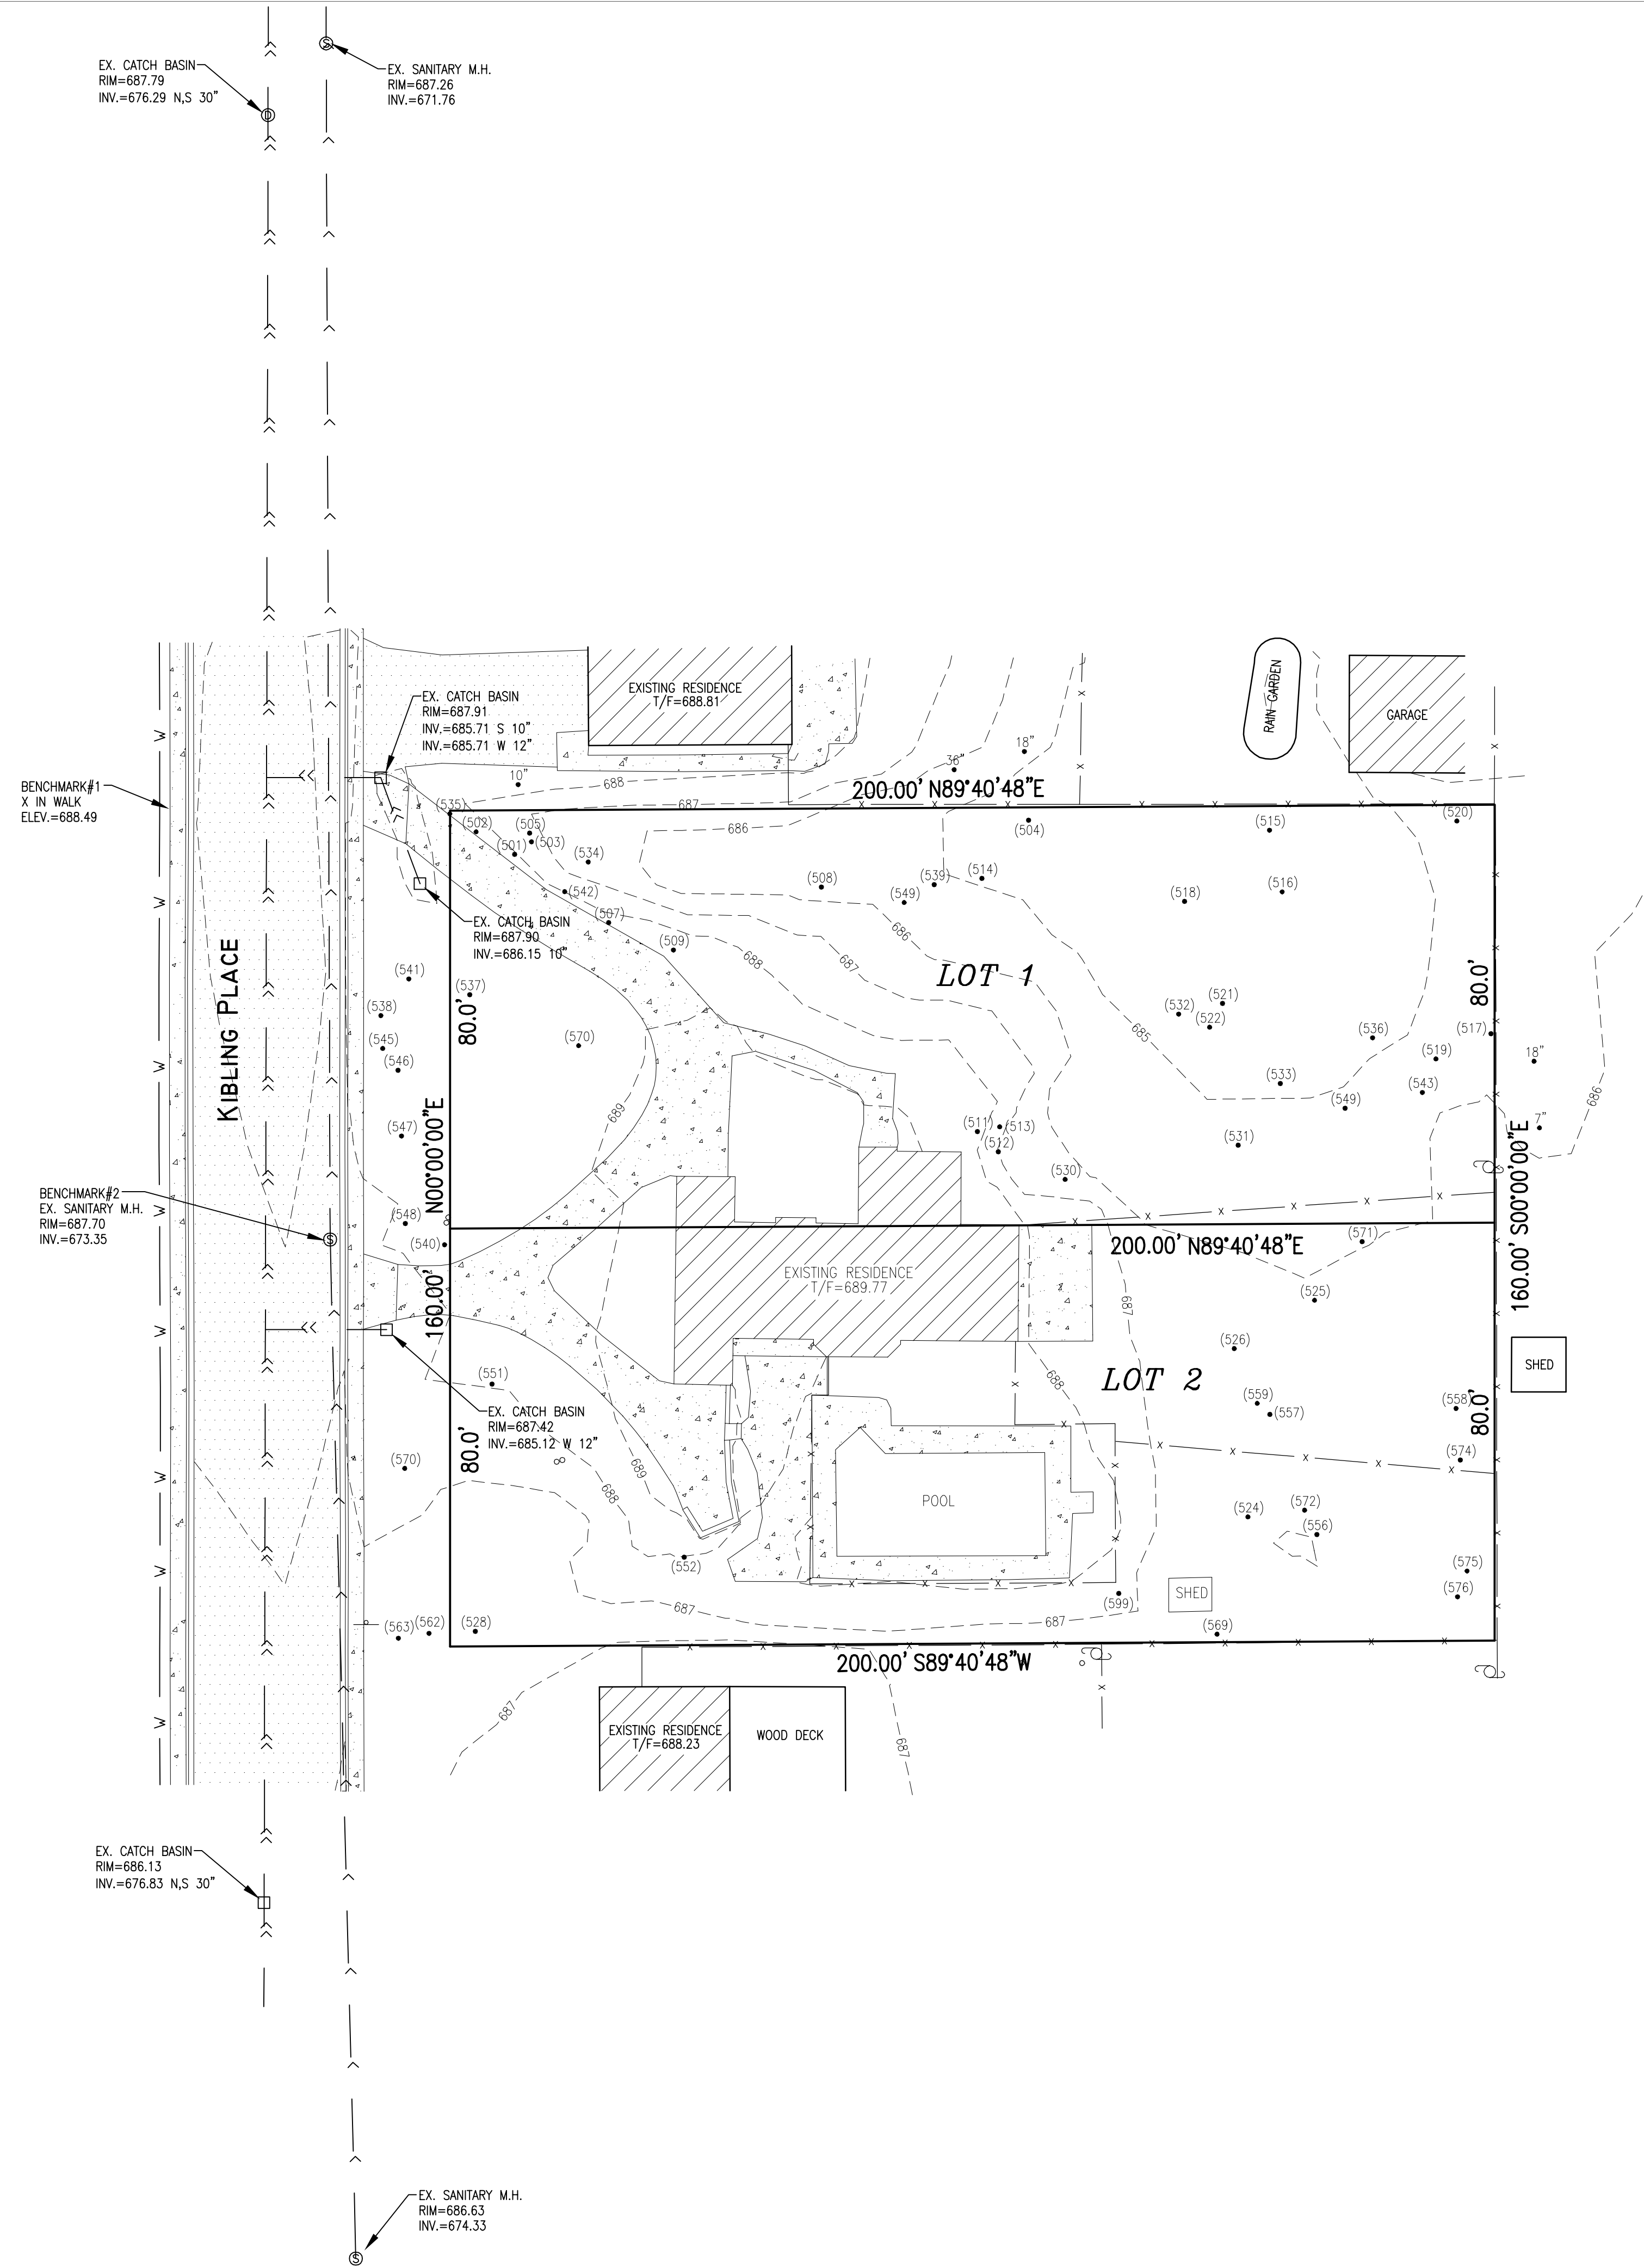 EX. CATCH BASIN
RIM=687.79
INV.=676.29 N,S 30"
S
EX. SANITARY M.H.
RIM=687.26
INV.=671.76
D
EXISTING RESIDENCE
T/F=688.81
RAIN GARDEN
GARAGE
EX. CATCH BASIN
RIM=687.91
INV.=685.71 S 10"
INV.=685.71 W 12"
BENCHMARK#1
X IN WALK
ELEV.=688.49
10"
688
36"
18"
200.00' N89°40'48"E
687
686
(535)
(502)
(505)
(503)
(501)
(534)
(542)
(504)
(515)
(520)
(508)
(539)
(514)
(549)
(518)
(516)
(507)
(509)
EX. CATCH BASIN
RIM=687.90
INV.=686.15 10"
688
687
686
LOT 1
KIBLING PLACE
(541)
(537)
80.0'
(538)
(545)
(546)
(570)
(547)
689
N00°00'00"E
(532)
(521)
(522)
685
(536)
(519)
(517)
80.0'
18"
(533)
(543)
(549)
7"
686
(511)
(513)
(512)
(531)
(530)
160.00' S00°00'00"E
BENCHMARK#2
EX. SANITARY M.H.
RIM=687.70
INV.=673.35
S
(548)
(540)
160.00'
200.00' N89°40'48"E
(571)
EXISTING RESIDENCE
T/F=689.77
687
(525)
(526)
SHED
LOT 2
688
(551)
(559)
(557)
(558)
80.0'
(574)
EX. CATCH BASIN
RIM=687.42
INV.=685.12 W 12"
80.0'
(570)
689
688
POOL
(524)
(572)
(556)
(552)
(575)
(576)
SHED
(599)
687
687
(563)
(562)
(528)
(569)
200.00' S89°40'48"W
687
687
EXISTING RESIDENCE
T/F=688.23
WOOD DECK
EX. CATCH BASIN
RIM=686.13
INV.=676.83 N,S 30"
EX. SANITARY M.H.
RIM=686.63
INV.=674.33
S
W
W
W
W
W
W
W
W